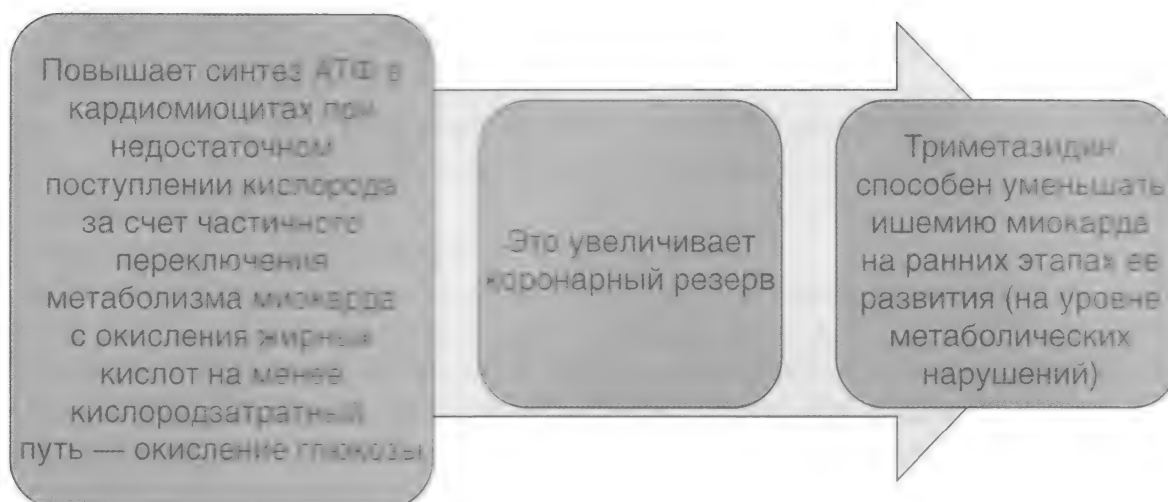 Повышает синтез АТФ в
кардиомиоцитах при
недостаточном
поступлении кислорода
за счет частичного
переключения
метаболизма миокарда
с окисления жирных
кислот на менее
кислородзатратный
путь — окисление глюкозы
Это увеличивает
коронарный резерв
Триметазидин
способен уменьшать
ишемию миокарда
на ранних этапах ее
развития (на уровне
метаболических
нарушений)